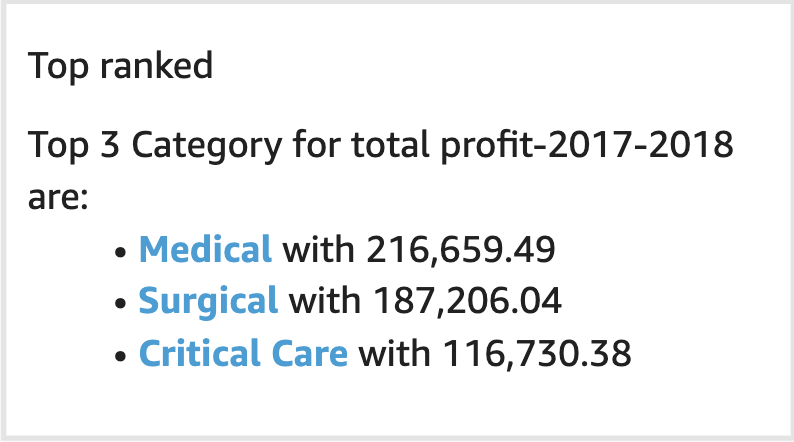 Top ranked
Top 3 Category for total profit-2017-2018
are:
• Medical with 216,659.49
• Surgical with 187,206.04
• Critical Care with 116,730.38